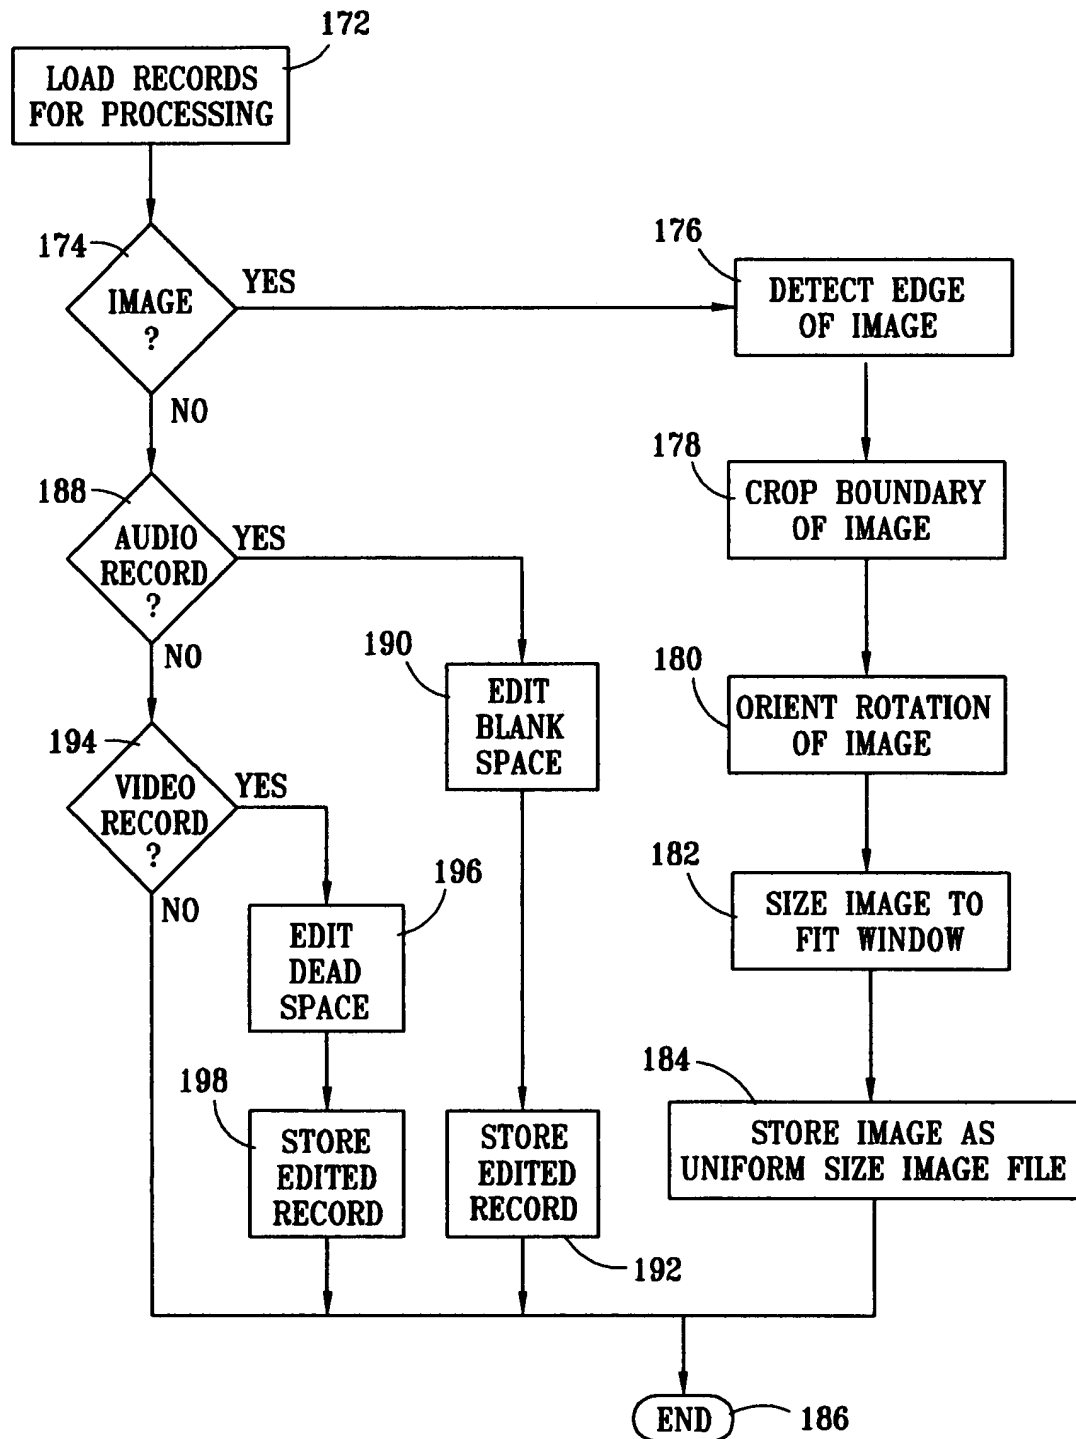 172
LOAD RECORDS
FOR PROCESSING
174
IMAGE
?
YES
NO
176
DETECT EDGE
OF IMAGE
178
CROP BOUNDARY
OF IMAGE
188
AUDIO
RECORD
?
YES
NO
190
EDIT
BLANK
SPACE
180
ORIENT ROTATION
OF IMAGE
194
VIDEO
RECORD
?
YES
NO
182
SIZE IMAGE TO
FIT WINDOW
196
EDIT
DEAD
SPACE
184
STORE IMAGE AS
UNIFORM SIZE IMAGE FILE
198
STORE
EDITED
RECORD
STORE
EDITED
RECORD
192
END
186